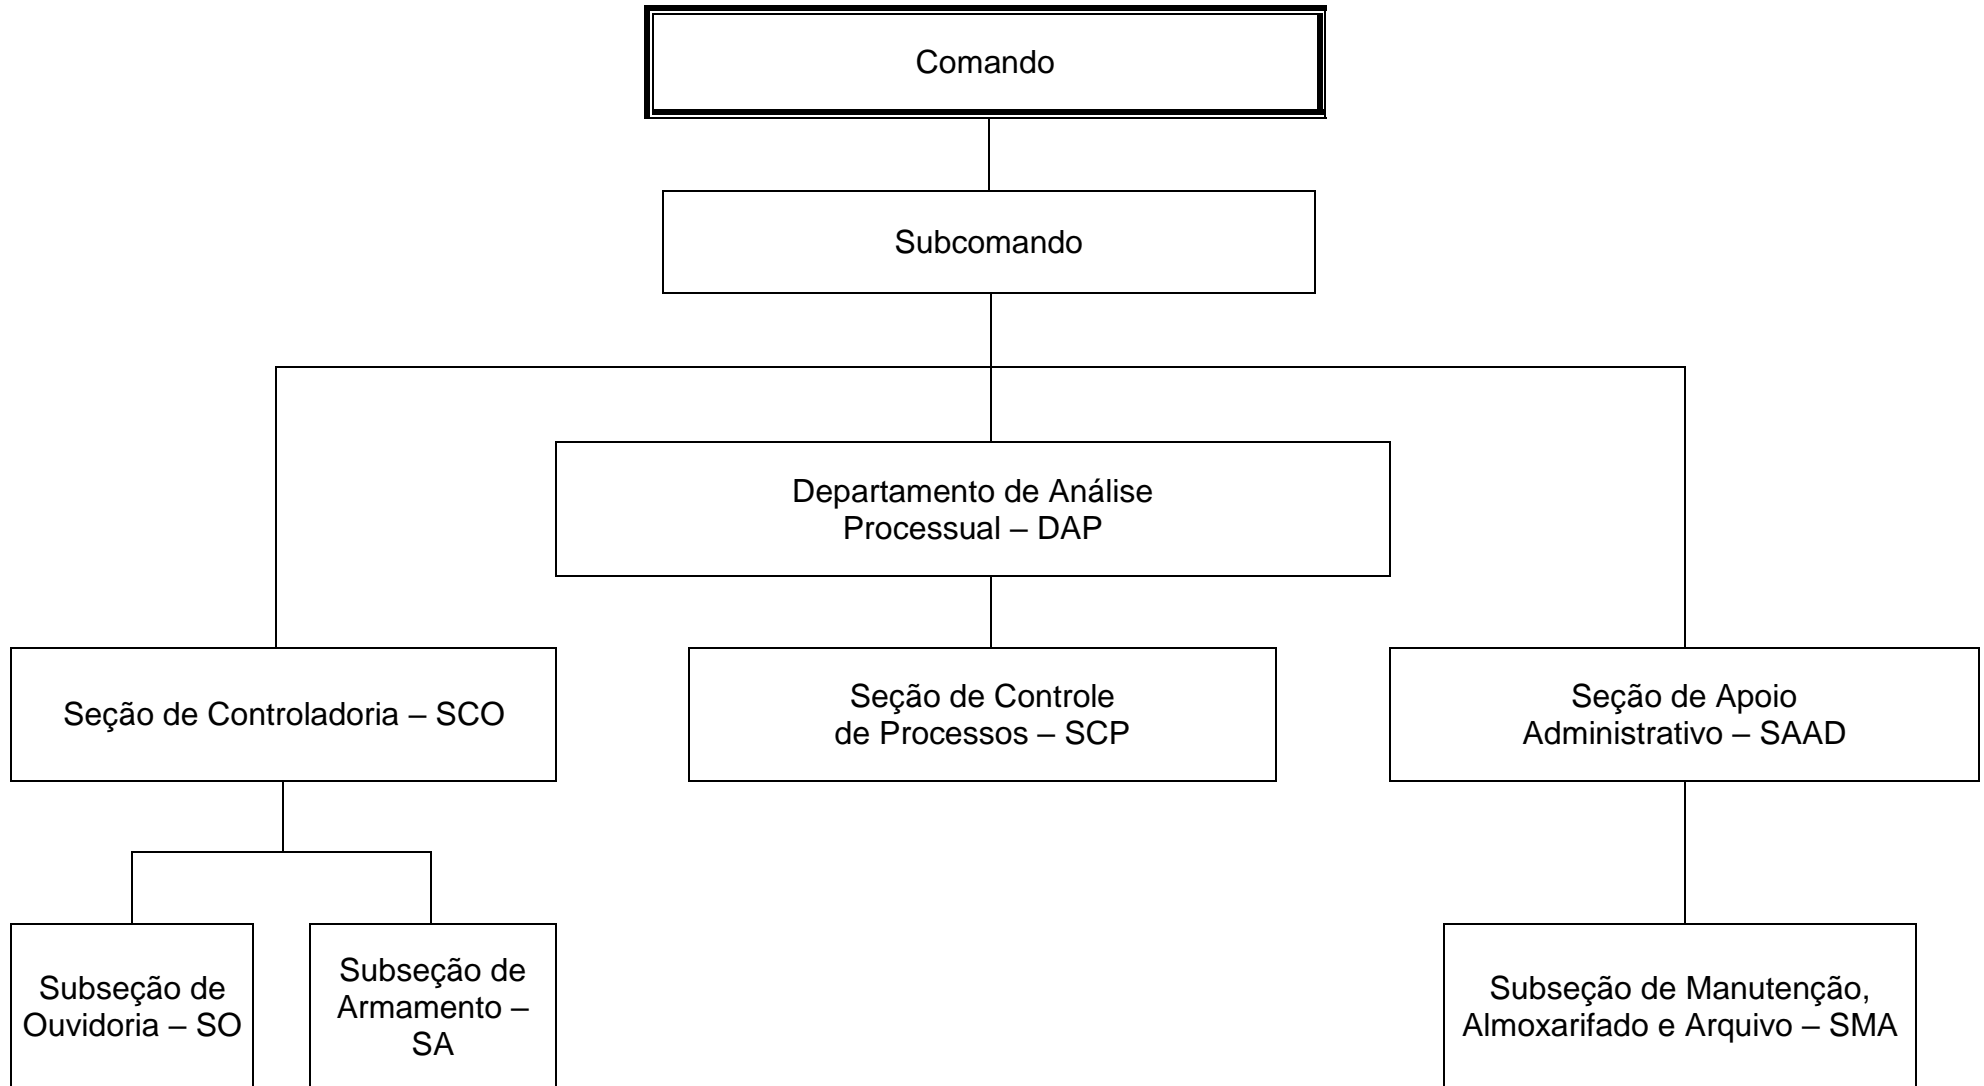 Comando
Subcomando
Departamento de Análise
Processual – DAP
Seção de Controladoria – SCO
Seção de Controle
de Processos – SCP
Seção de Apoio
Administrativo – SAAD
Subseção de
Ouvidoria – SO
Subseção de
Armamento –
SA
Subseção de Manutenção,
Almoxarifado e Arquivo – SMA